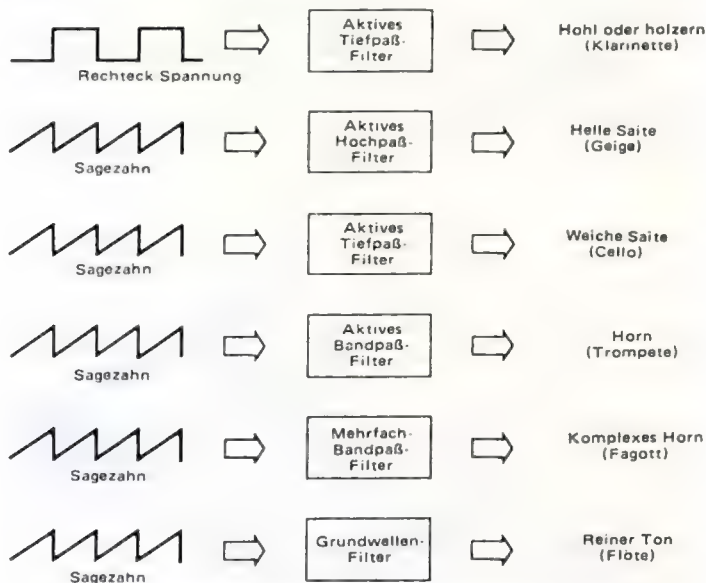 Aktives
Tiefpaß-
Filter
Hohl oder holzern
(Klarinette)
Rechteck Spannung
Aktives
Hochpaß-
Filter
Helle Saite
(Geige)
Sagezahn
Aktives
Tiefpaß-
Filter
Weiche Saite
(Cello)
Sagezahn
Aktives
Bandpaß-
Filter
Horn
(Trompete)
Sagezahn
Mehrfach-
Bandpaß-
Filter
Komplexes Horn
(Fagott)
Sagezahn
Grundwellen-
Filter
Reiner Ton
(Flöte)
Sagezahn